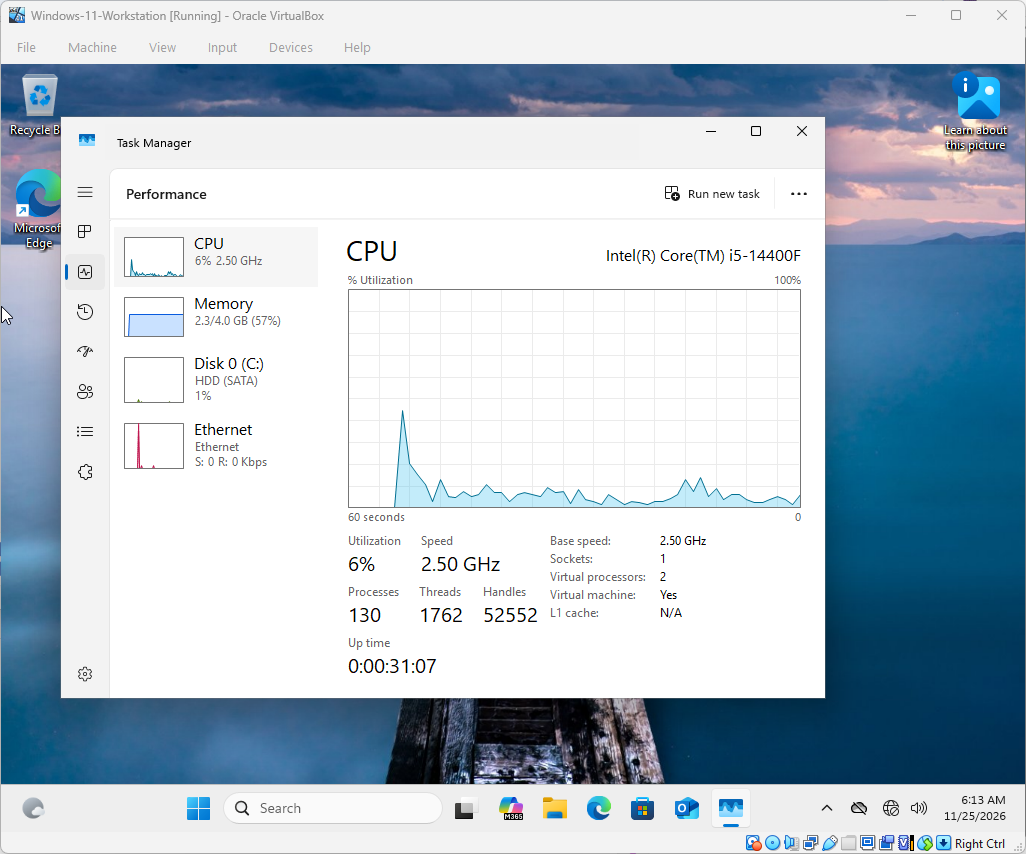 Windows-11-Workstation [Running] - Oracle VirtualBox
File Machine View Input Devices Help
Recycle B
Learn about
this picture
Microsof
Edge
Task Manager
Performance
Run new task
CPU
6% 2.50 GHz
Memory
2.3/4.0 GB (57%)
Disk 0 (C:)
HDD (SATA)
1%
Ethernet
Ethernet
S: 0 R: 0 Kbps
CPU
Intel(R) Core(TM) i5-14400F
% Utilization 100%
60 seconds 0
Utilization Speed
6% 2.50 GHz
Processes Threads Handles
130 1762 52552
Up time
0:00:31:07
Base speed: 2.50 GHz
Sockets: 1
Virtual processors: 2
Virtual machine: Yes
L1 cache: N/A
Search
M365
6:13 AM
11/25/2026
Right Ctrl